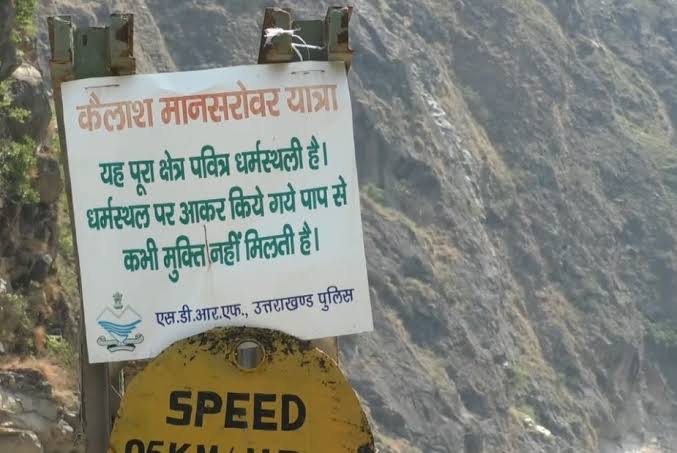 कैलाश मानसरोवर यात्रा
यह पूरा क्षेत्र पवित्र धर्मस्थली है।
धर्मस्थल पर आकर किये गये पाप से
कभी मुक्ति नहीं मिलती है।
एस.डी.आर.एफ., उत्तराखण्ड पुलिस
SPEED